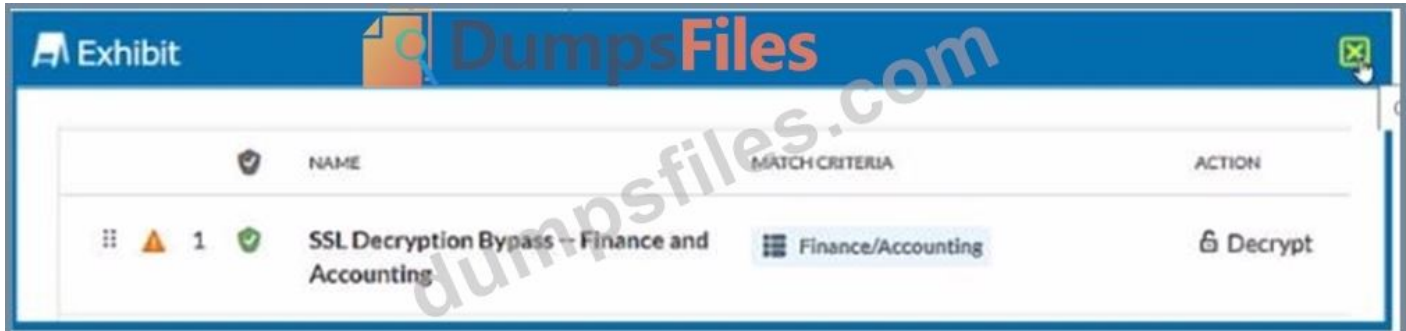 Exhibit
DumpsFiles
dumpsfiles.com
NAME MATCH CRITERIA ACTION
1 SSL Decryption Bypass -- Finance and Accounting Finance/Accounting Decrypt